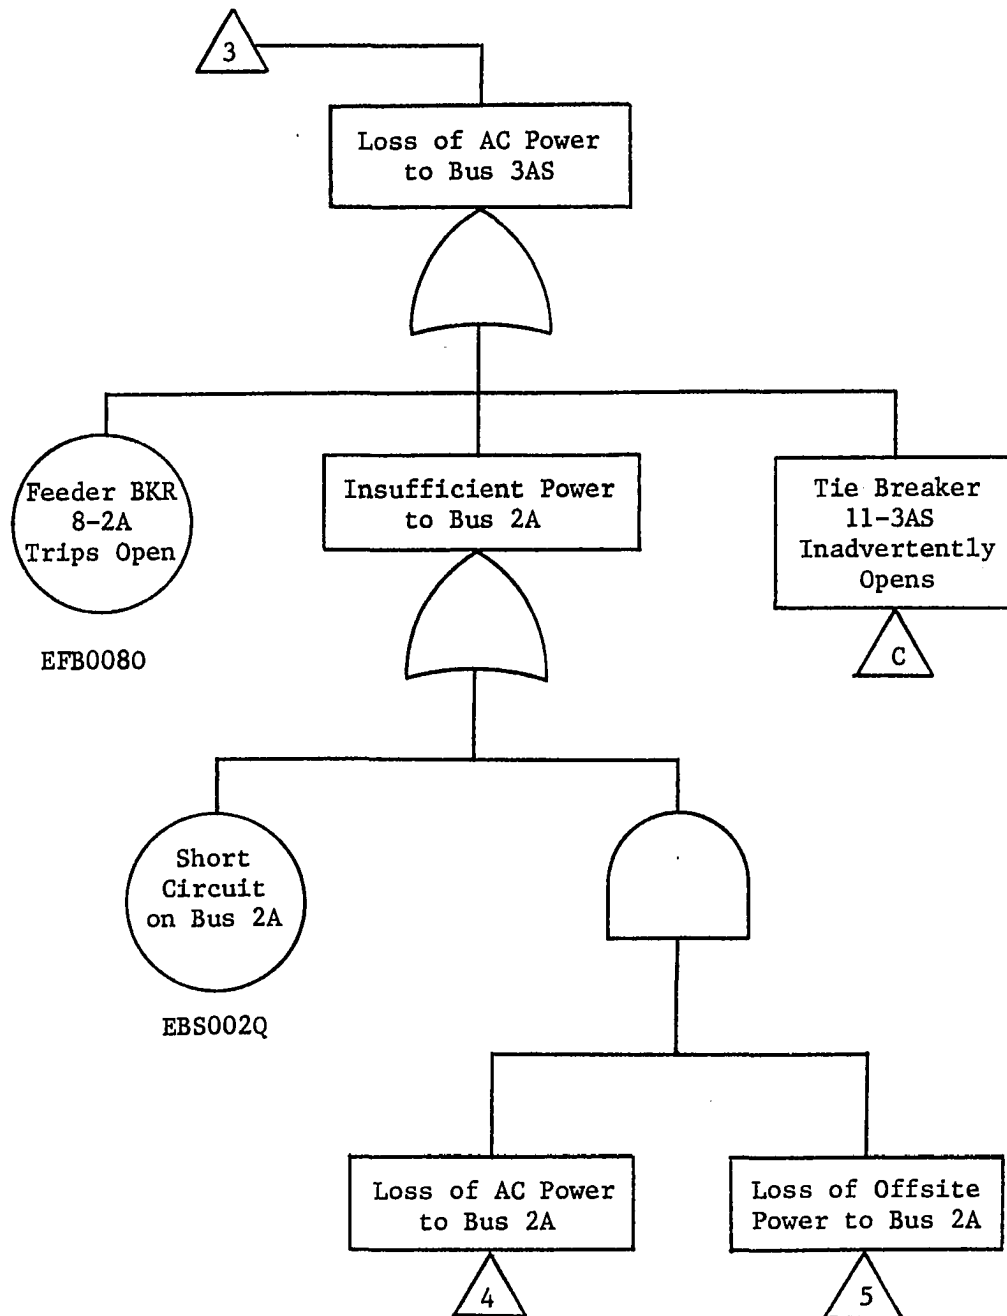 3
Loss of AC Power
to Bus 3AS
Feeder BKR
8-2A
Trips Open
EFB0080
Insufficient Power
to Bus 2A
Tie Breaker
11-3AS
Inadvertently
Opens
C
Short
Circuit
on Bus 2A
EBS002Q
Loss of AC Power
to Bus 2A
4
Loss of Offsite
Power to Bus 2A
5